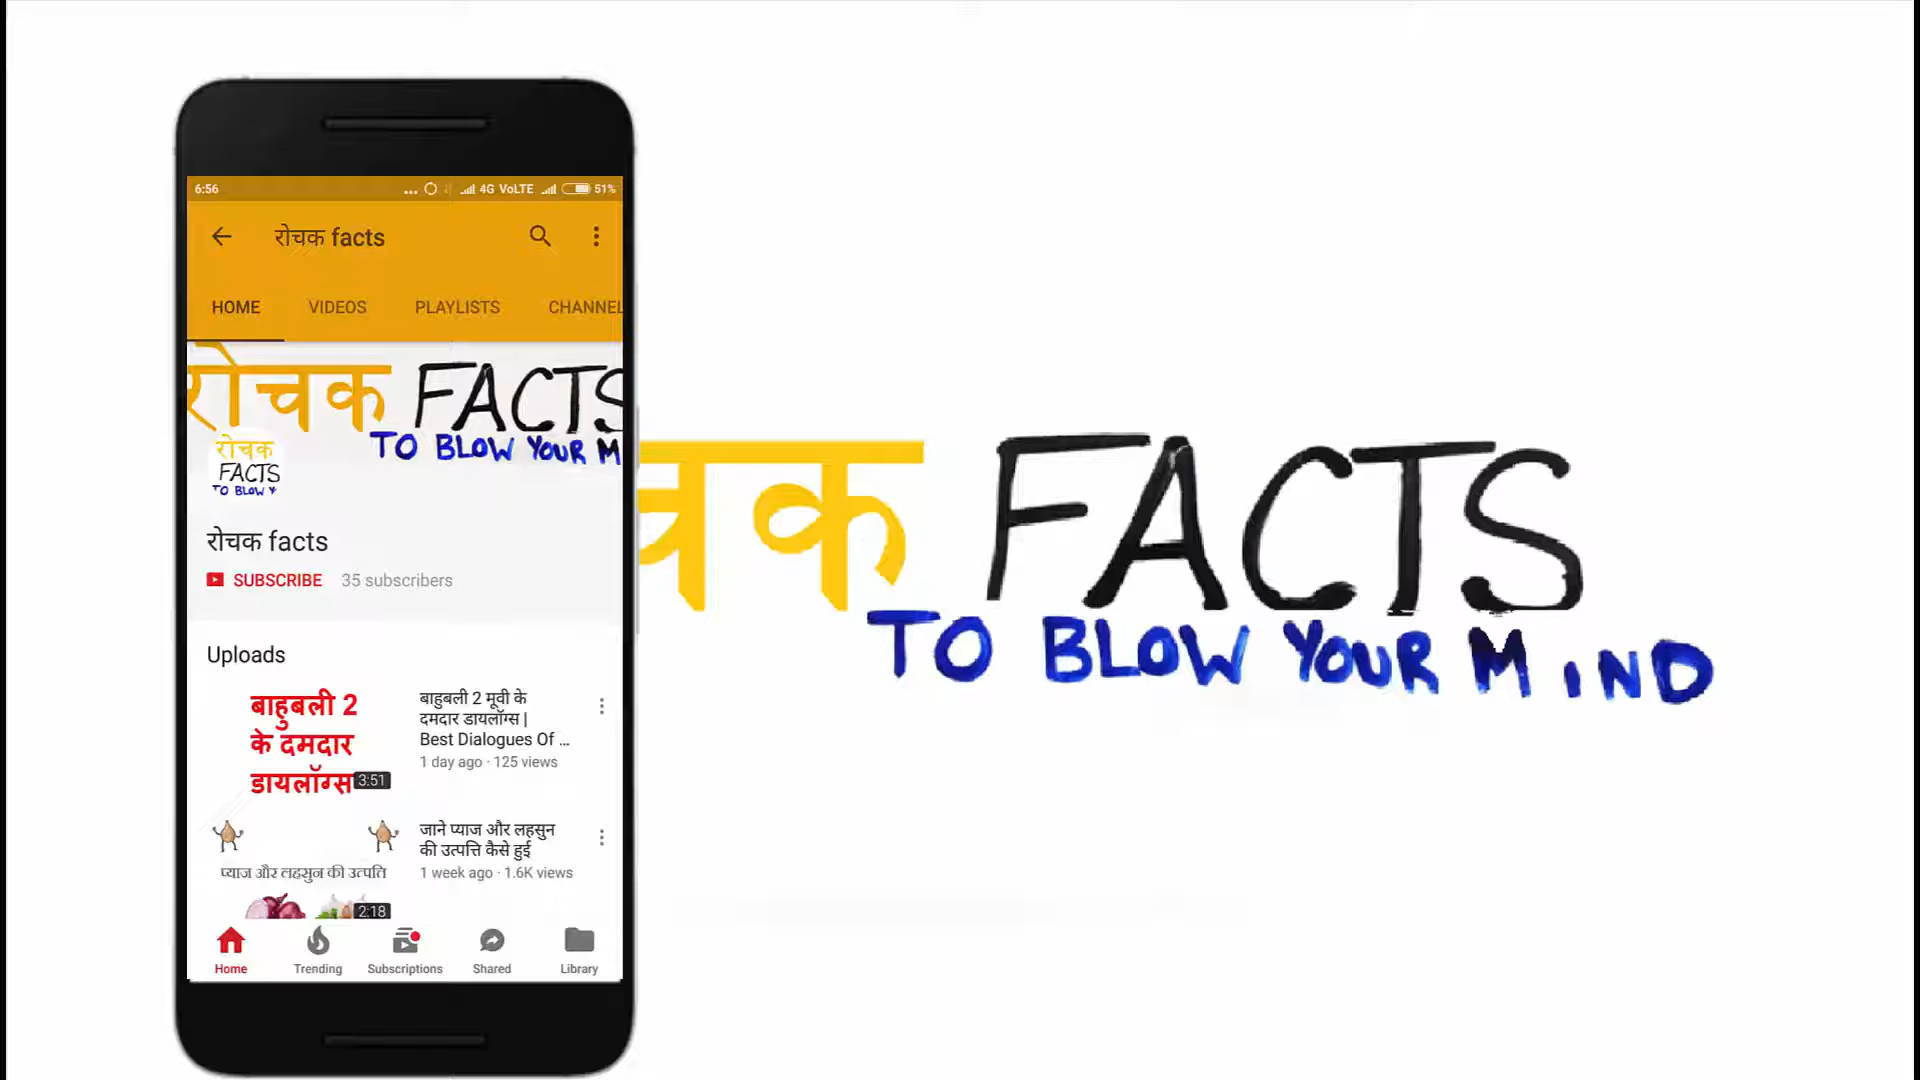 6:56
4G VoLTE
51%
रोचक facts
HOME VIDEOS PLAYLISTS CHANNEL
रोचक FACTS
TO BLOW YOUR M
रोचक
FACTS
TO BLOW Y
रोचक facts
SUBSCRIBE 35 subscribers
Uploads
बाहुबली 2
के दमदार
डायलॉग्स
3:51
बाहुबली 2 मूवी के
दमदार डायलॉग्स |
Best Dialogues Of ...
1 day ago · 125 views
प्याज और लहसुन की उत्पत्ति
2:18
जाने प्याज और लहसुन
की उत्पत्ति कैसे हुई
1 week ago · 1.6K views
Home Trending Subscriptions Shared Library
चक FACTS
TO BLOW YOUR MIND